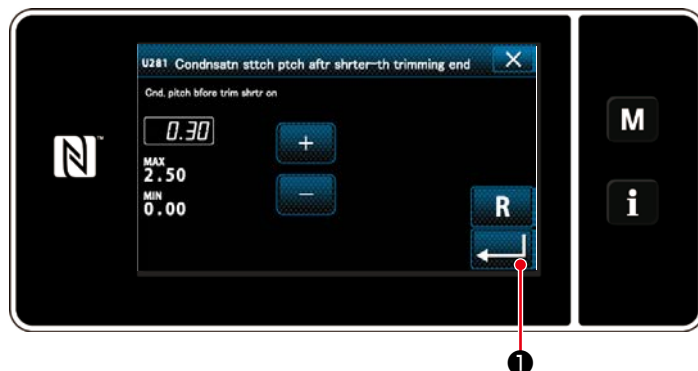 U281 Condnsatn sttch ptch aftr shrter-th trimming end
Cnd. pitch bfore trim shrtr on
0.30
+
MAX
2.50
−
MIN
0.00
R
M
i
N
1